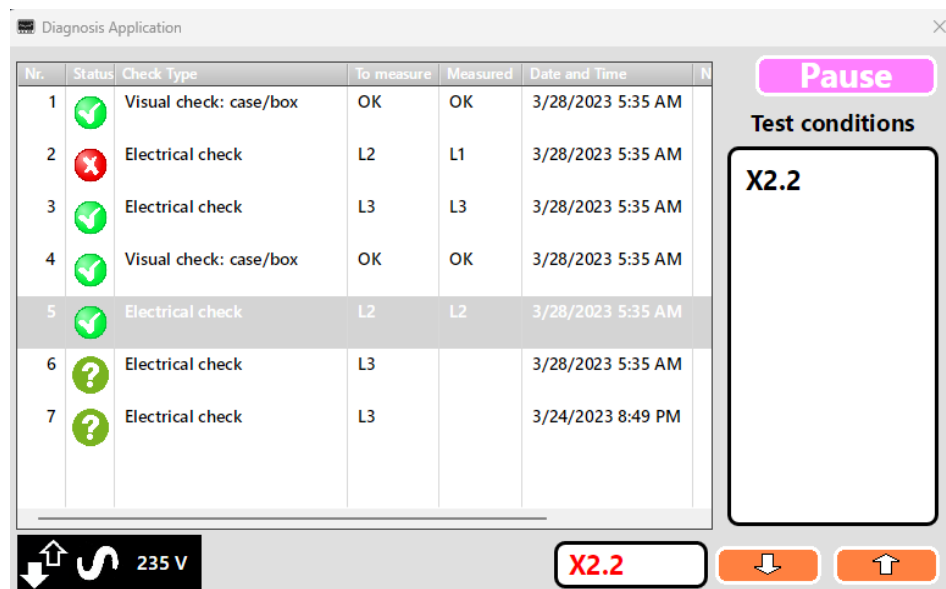 Diagnosis Application
Nr. Status Check Type To measure Measured Date and Time N
1 Visual check: case/box OK OK 3/28/2023 5:35 AM
2 Electrical check L2 L1 3/28/2023 5:35 AM
3 Electrical check L3 L3 3/28/2023 5:35 AM
4 Visual check: case/box OK OK 3/28/2023 5:35 AM
5 Electrical check L2 L2 3/28/2023 5:35 AM
6 Electrical check L3 3/28/2023 5:35 AM
7 Electrical check L3 3/24/2023 8:49 PM
Pause
Test conditions
X2.2
235 V
X2.2